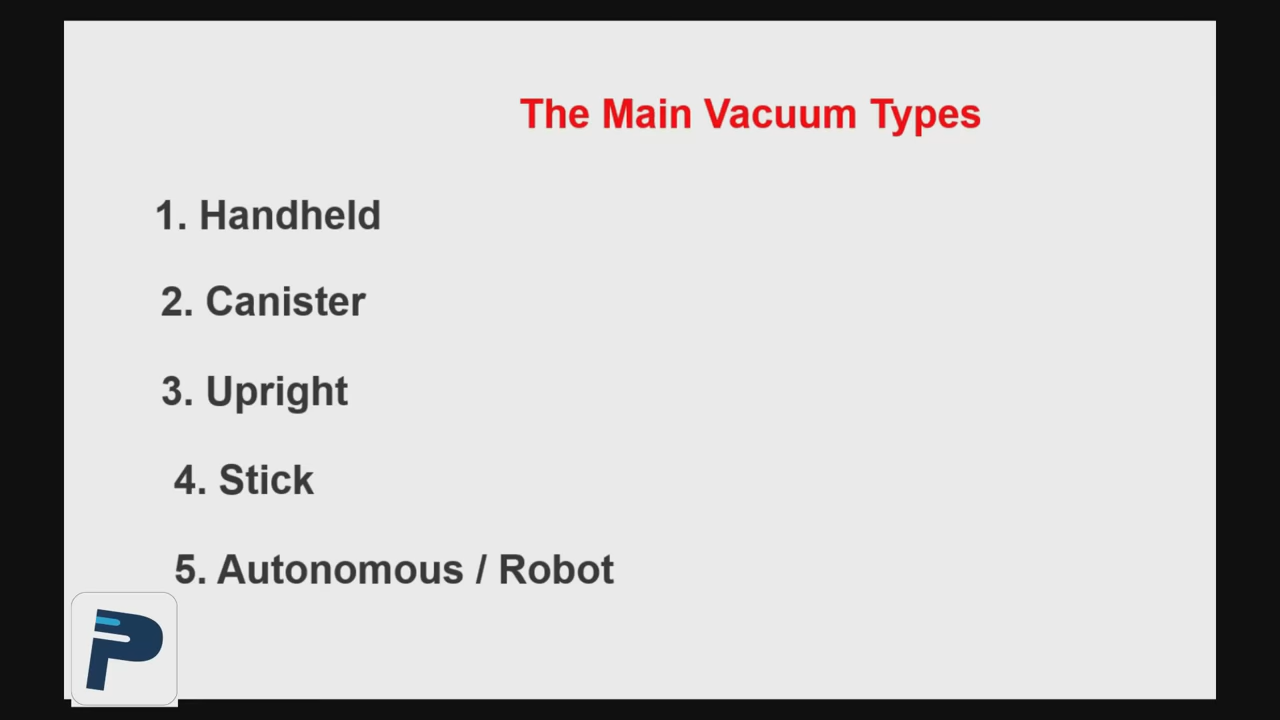 The Main Vacuum Types
1. Handheld
2. Canister
3. Upright
4. Stick
5. Autonomous / Robot
P